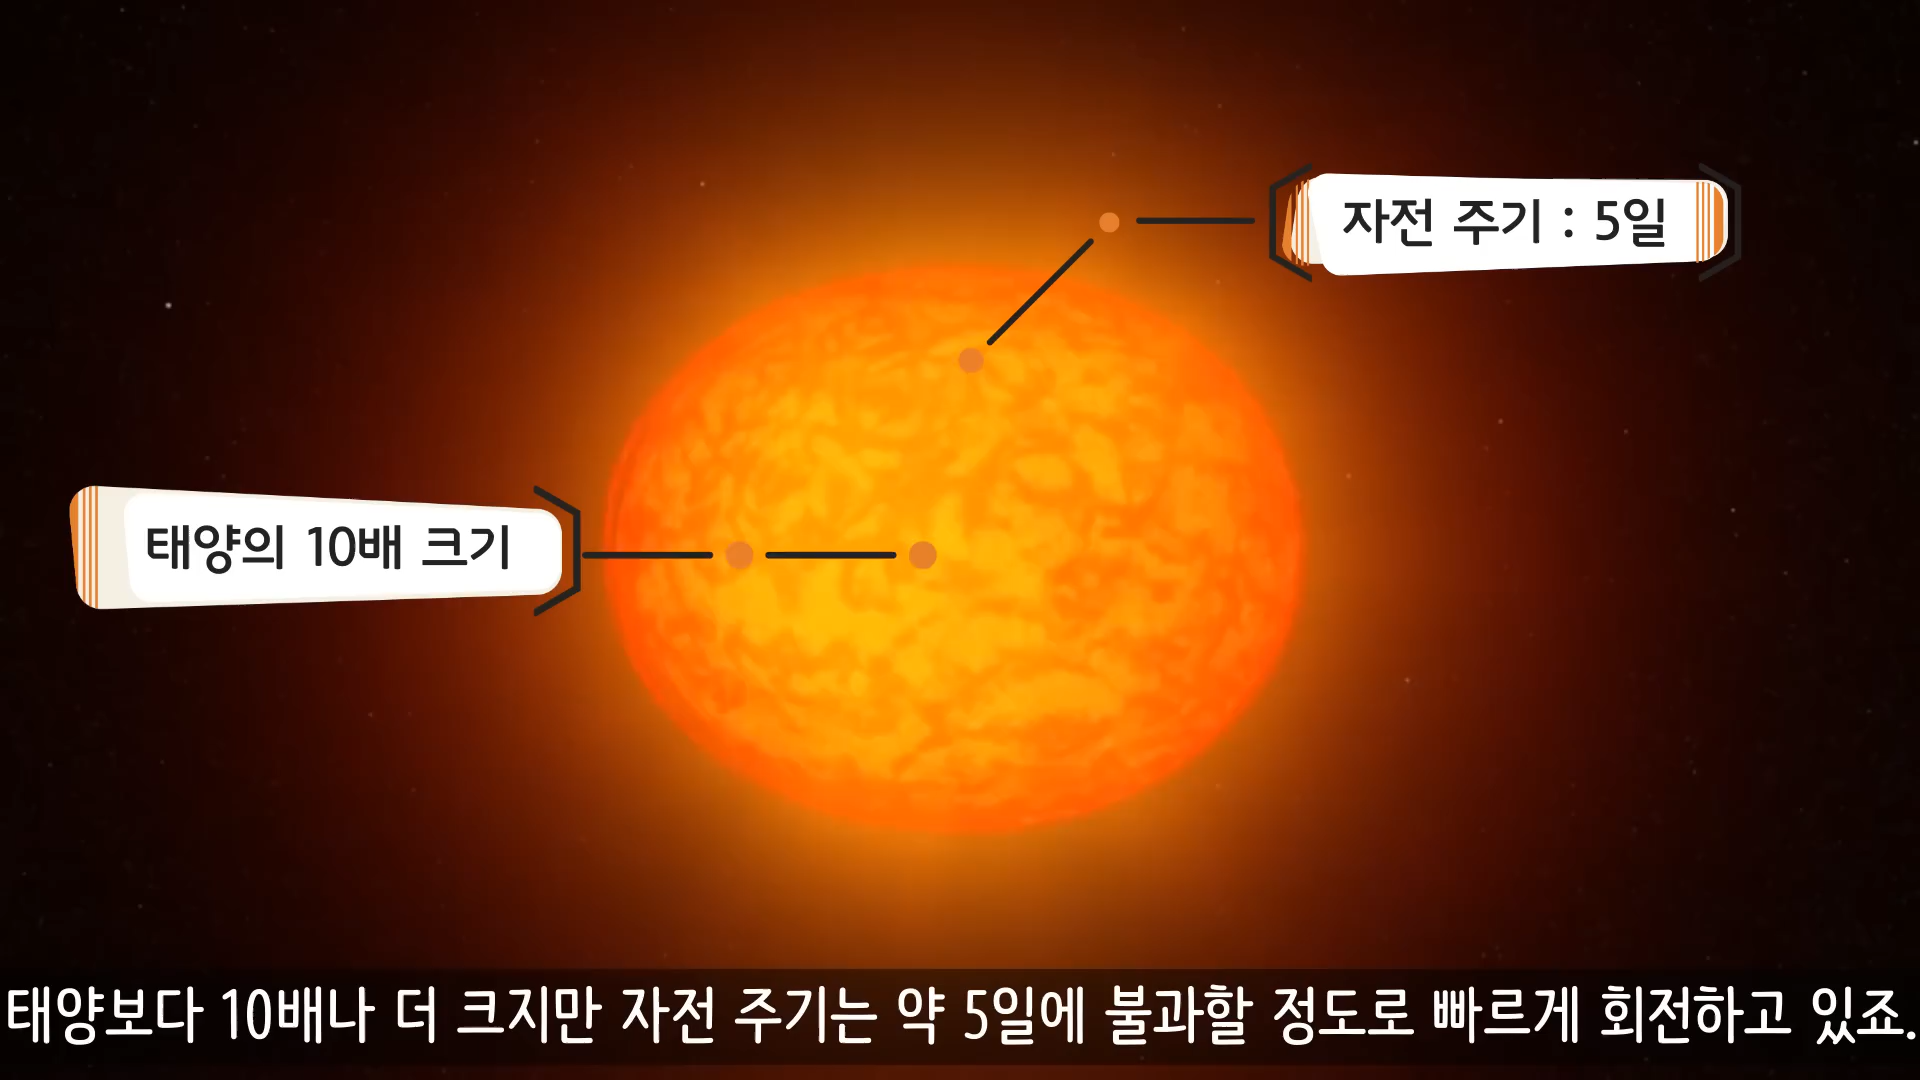 자전 주기 : 5일
태양의 10배 크기
태양보다 10배나 더 크지만 자전 주기는 약 5일에 불과할 정도로 빠르게 회전하고 있죠.